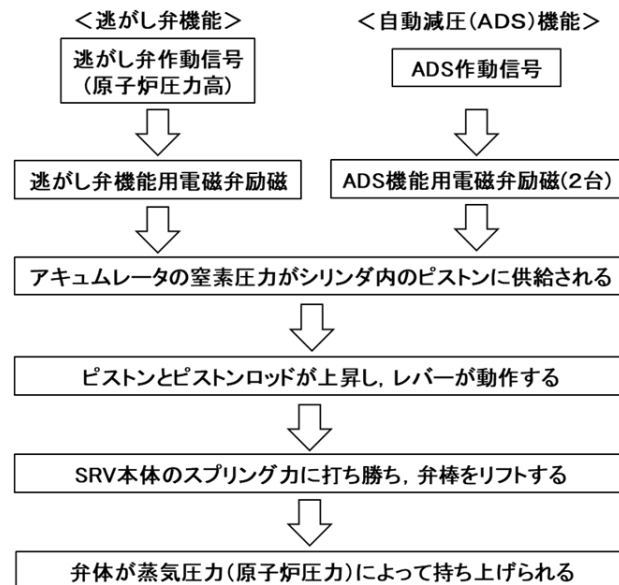 ＜逃がし弁機能＞
逃がし弁作動信号
(原子炉圧力高)
逃がし弁機能用電磁弁励磁
＜自動減圧(ADS)機能＞
ADS作動信号
ADS機能用電磁弁励磁(2台)
アキュムレータの窒素圧力がシリンダ内のピストンに供給される
ピストンとピストンロッドが上昇し, レバーが動作する
SRV本体のスプリング力に打ち勝ち, 弁棒をリフトする
弁体が蒸気圧力(原子炉圧力)によって持ち上げられる